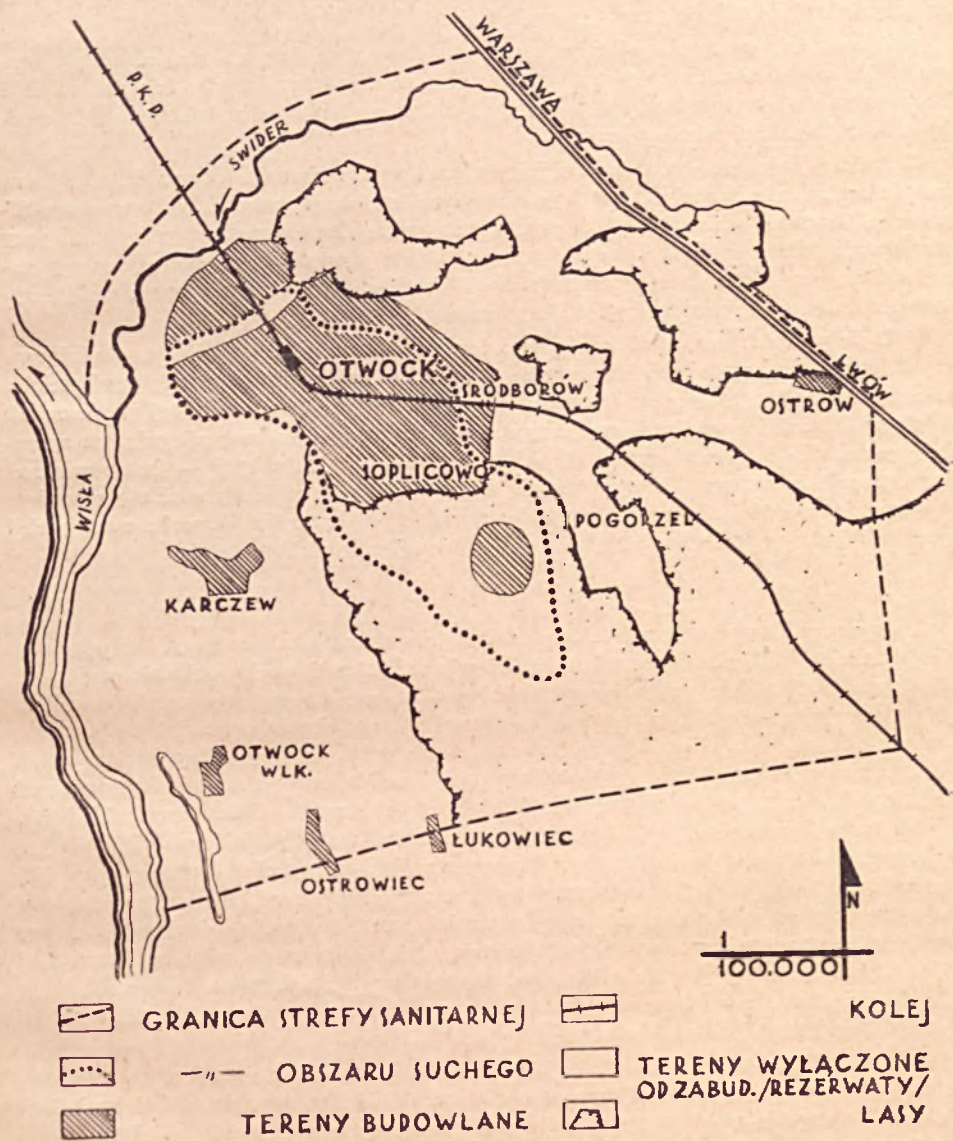 WARSZAWA
P.K.P.
ŚWIDER
OTWOCK
ŚRÓDBORÓW
LWÓW
OSTRÓW
SOPLICOWO
WISŁA
POGORZEL
KARCZEW
OTWOCK
WLK.
ŁUKOWIEC
OSTROWIEC
N
1
100.000
GRANICA STREFY SANITARNEJ
KOLEJ
—„— OBSZARU SUCHEGO
TERENY WYŁĄCZONE
OD ZABUD./REZERWATY/
TERENY BUDOWLANE
LASY